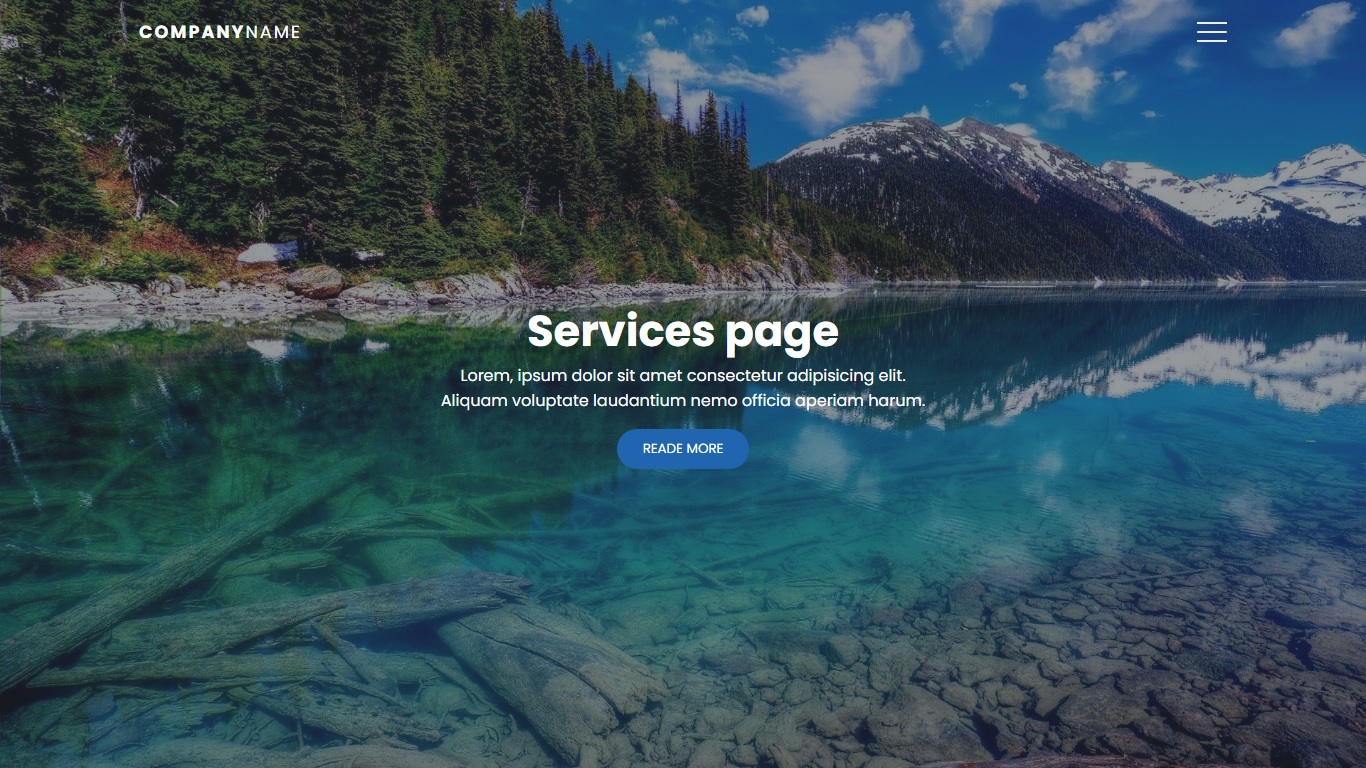 COMPANYNAME
Services page
Lorem, ipsum dolor sit amet consectetur adipisicing elit.
Aliquam voluptate laudantium nemo officia aperiam harum.
READE MORE